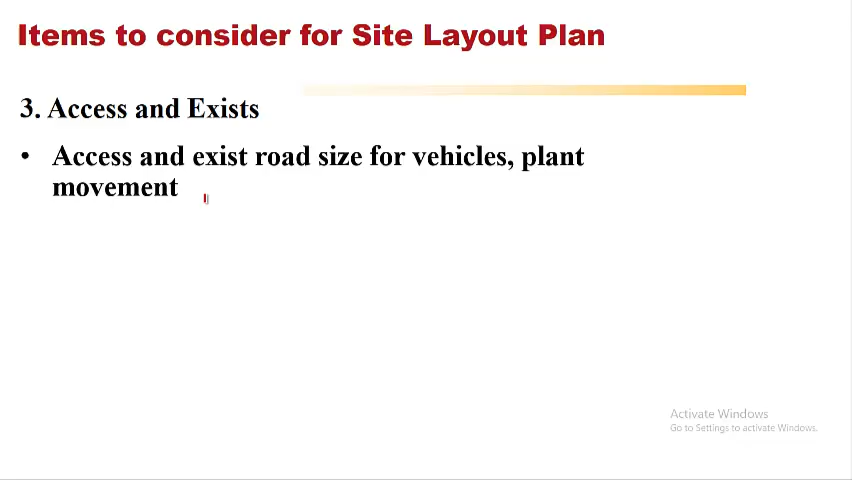 Items to consider for Site Layout Plan
3. Access and Exists
• Access and exist road size for vehicles, plant
movement
Activate Windows
Go to Settings to activate Windows.